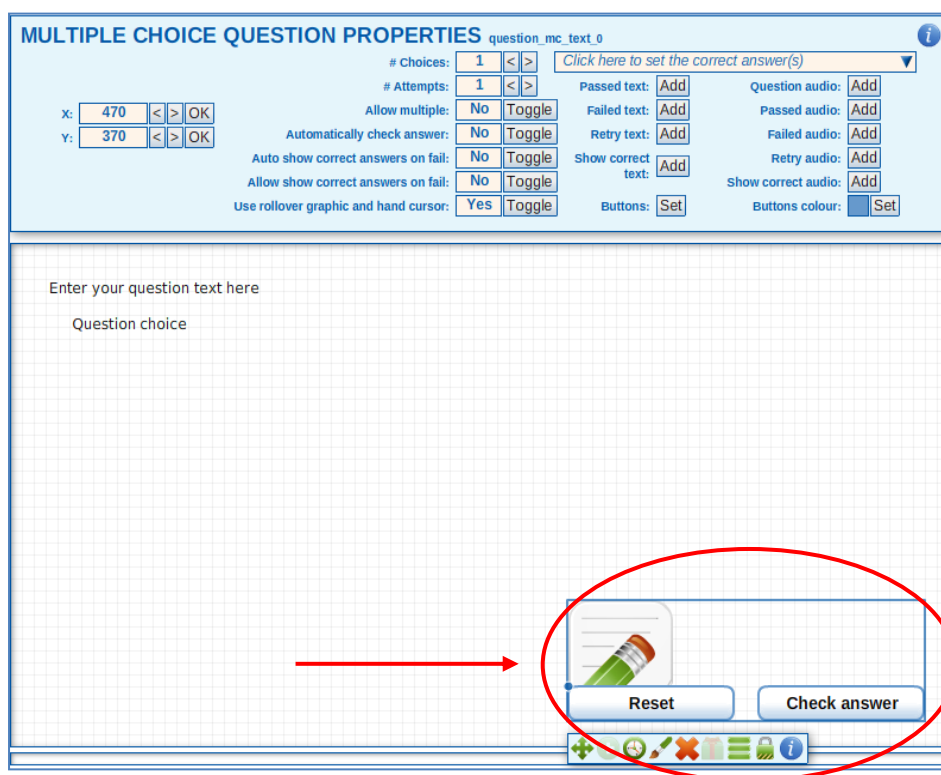 MULTIPLE CHOICE QUESTION PROPERTIES question_mc_text_0 i
# Choices: 1 < > Click here to set the correct answer(s)
# Attempts: 1 < > Passed text: Add Question audio: Add
X: 470 < > OK Allow multiple: No Toggle Failed text: Add Passed audio: Add
Y: 370 < > OK Automatically check answer: No Toggle Retry text: Add Failed audio: Add
Auto show correct answers on fail: No Toggle Show correct text: Add Retry audio: Add
Allow show correct answers on fail: No Toggle Show correct audio: Add
Use rollover graphic and hand cursor: Yes Toggle Buttons: Set Buttons colour: Set
Enter your question text here
Question choice
Reset Check answer
i